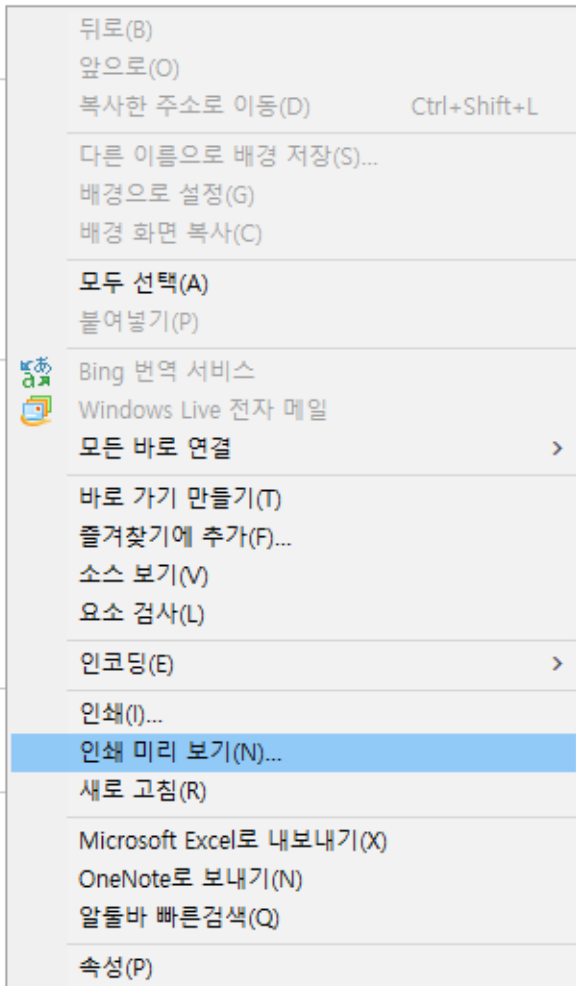 뒤로(B)
앞으로(O)
복사한 주소로 이동(D) Ctrl+Shift+L
다른 이름으로 배경 저장(S)...
배경으로 설정(G)
배경 화면 복사(C)
모두 선택(A)
붙여넣기(P)
Bing 번역 서비스
Windows Live 전자 메일
모든 바로 연결
바로 가기 만들기(T)
즐겨찾기에 추가(F)...
소스 보기(V)
요소 검사(L)
인코딩(E)
인쇄(I)...
인쇄 미리 보기(N)...
새로 고침(R)
Microsoft Excel로 내보내기(X)
OneNote로 보내기(N)
알툴바 빠른검색(Q)
속성(P)